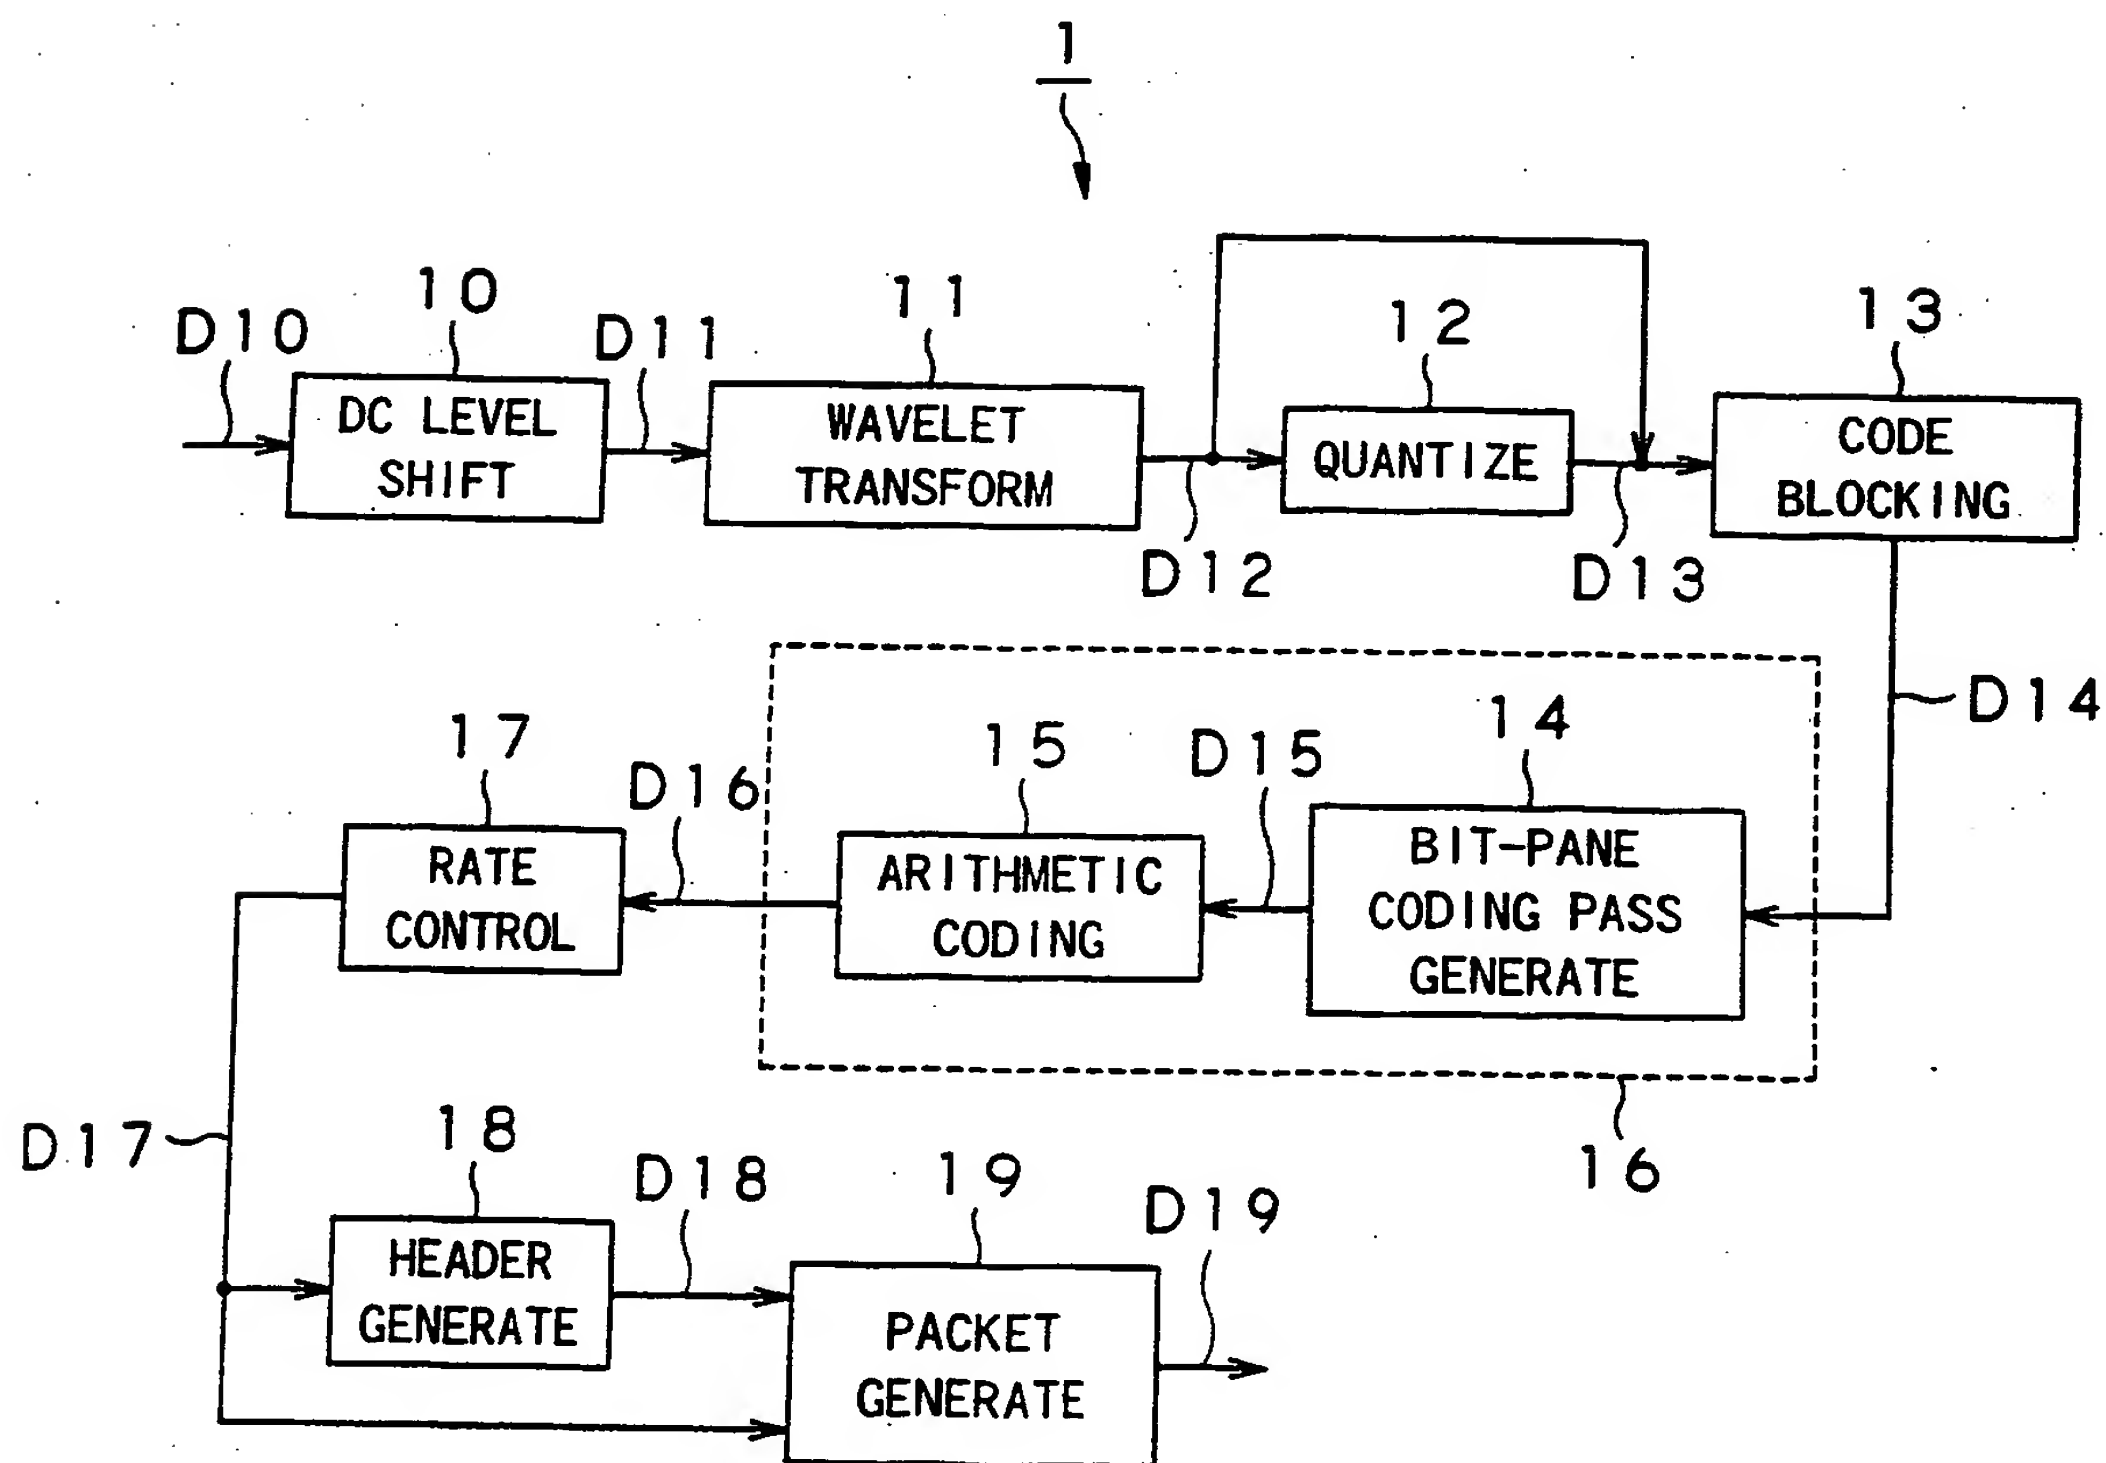 1
10
11
12
13
D10
D11
DC LEVEL
SHIFT
WAVELET
TRANSFORM
QUANTIZE
CODE
BLOCKING
D12
D13
D14
14
15
17
D15
D16
BIT-PANE
CODING PASS
GENERATE
ARITHMETIC
CODING
RATE
CONTROL
16
D17
18
D18
19
D19
HEADER
GENERATE
PACKET
GENERATE